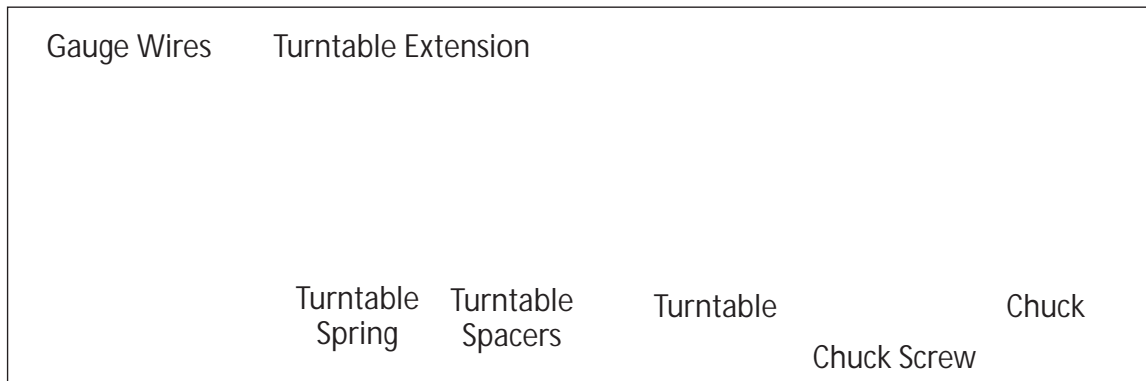 Gauge Wires
Turntable Extension
Turntable
Spring
Turntable
Spacers
Turntable
Chuck
Chuck Screw